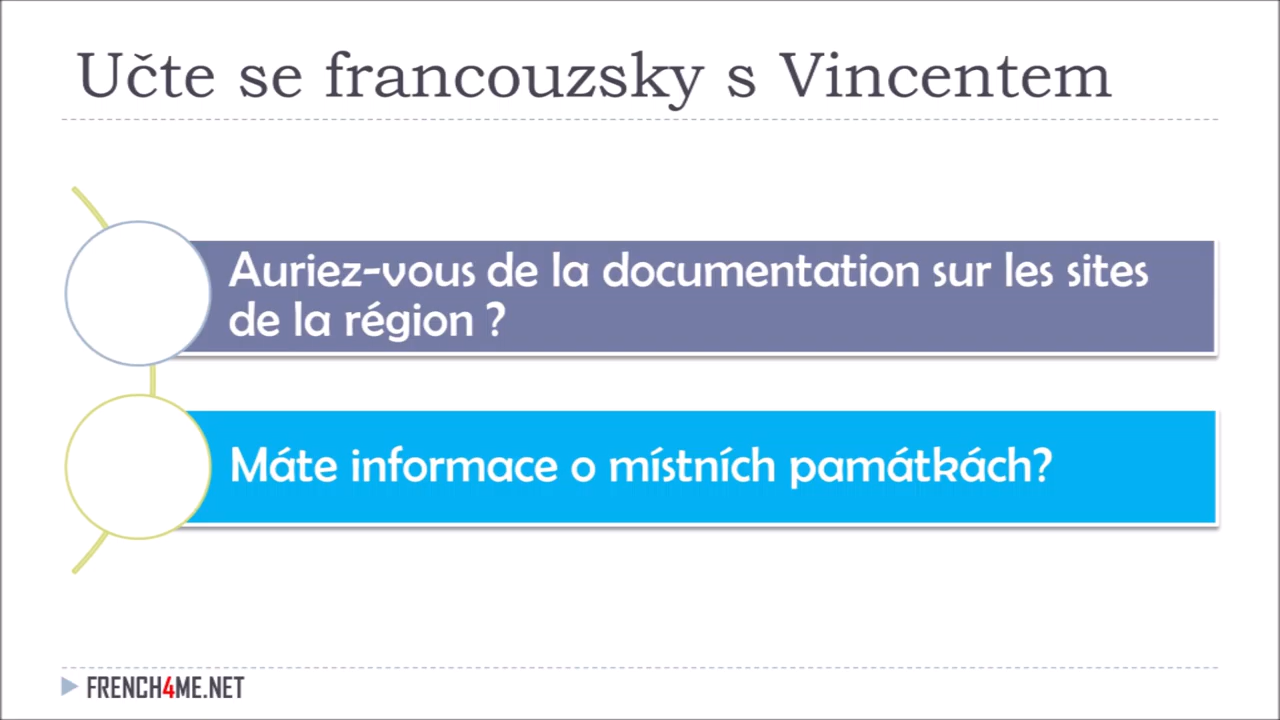 Učte se francouzsky s Vincentem
Auriez-vous de la documentation sur les sites
de la région ?
Máte informace o místních památkách?
FRENCH4ME.NET